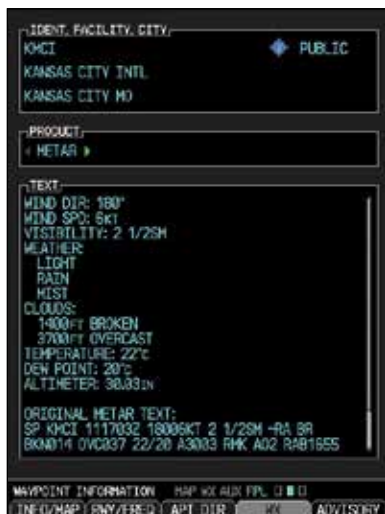 IDENT, FACILITY, CITY
KMCI PUBLIC
KANSAS CITY INTL
KANSAS CITY MO
PRODUCT
METAR
TEXT
WIND DIR: 180°
WIND SPD: 6KT
VISIBILITY: 2 1/2SM
WEATHER:
LIGHT
RAIN
MIST
CLOUDS:
1400FT BROKEN
3700FT OVERCAST
TEMPERATURE: 22°C
DEW POINT: 20°C
ALTIMETER: 30.03IN
ORIGINAL METAR TEXT:
SP KMCI 111703Z 18006KT 2 1/2SM -RA BR
BKN014 OVC037 22/20 A3003 RMK AO2 RAB1655
WAYPOINT INFORMATION MAP WX AUX FPL
INFO/MAP RWY/FREQ APT DIR WX ADVISORY